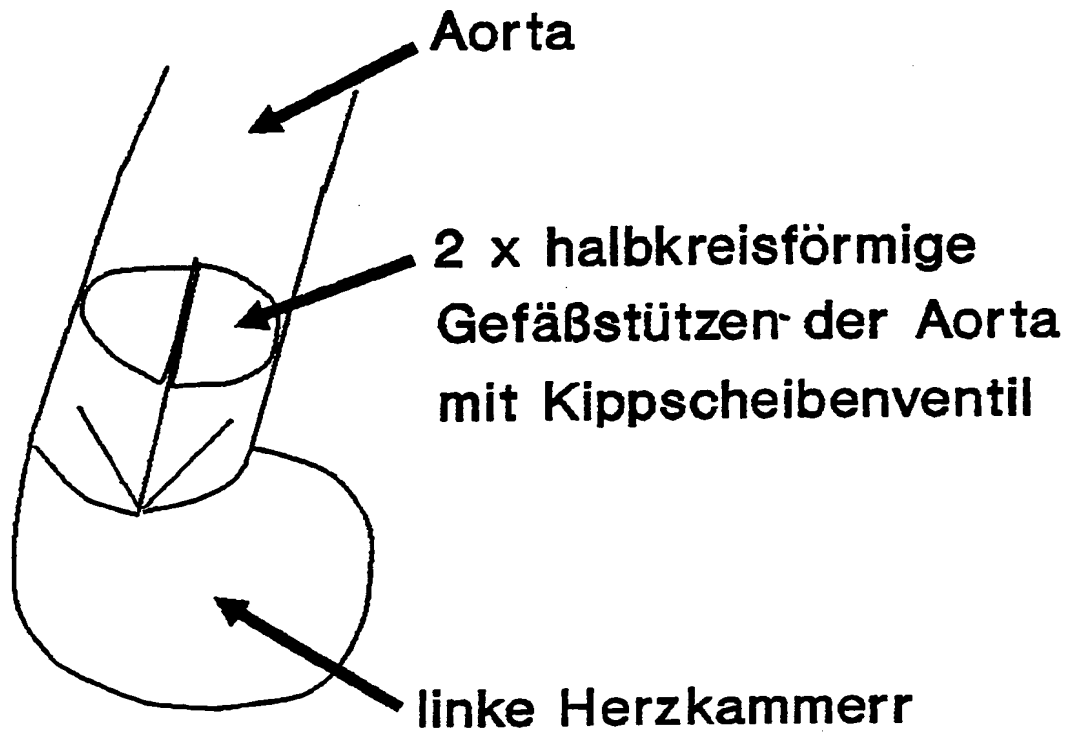 Aorta
2 x halbkreisförmige
Gefäßstützen der Aorta
mit Kippscheibenventil
linke Herzkammerr